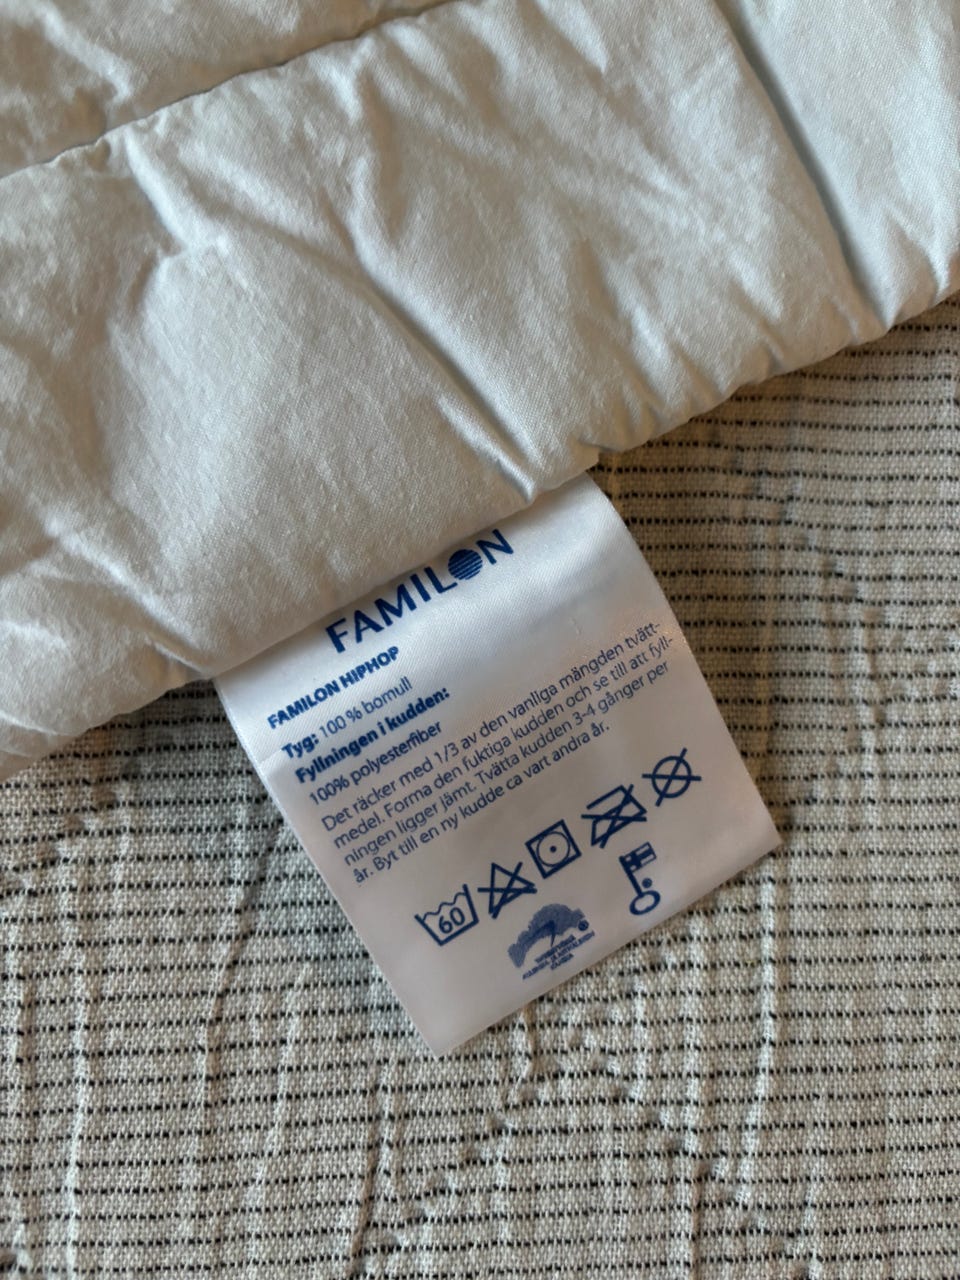 FAMILON
FAMILON HIPHOP
Tyg: 100 % bomull
Fyllningen i kudden:
100% polyesterfiber
Det räcker med 1/3 av den vanliga mängden tvätt-
medel. Forma den fuktiga kudden och se till att fyll-
ningen ligger jämt. Tvätta kudden 3-4 gånger per
år. Byt till en ny kudde ca vart andra år.
60
®